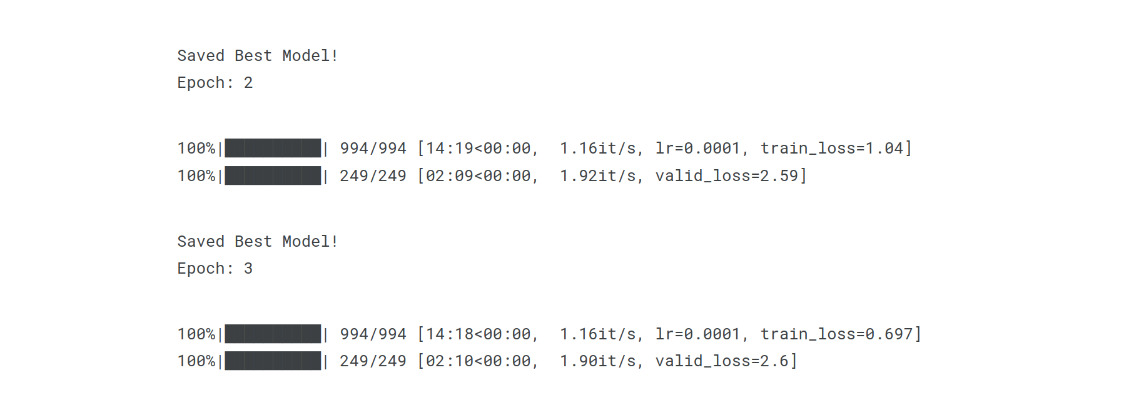 Saved Best Model!
Epoch: 2
100%|██████████| 994/994 [14:19<00:00,  1.16it/s, lr=0.0001, train_loss=1.04]
100%|██████████| 249/249 [02:09<00:00,  1.92it/s, valid_loss=2.59]
Saved Best Model!
Epoch: 3
100%|██████████| 994/994 [14:18<00:00,  1.16it/s, lr=0.0001, train_loss=0.697]
100%|██████████| 249/249 [02:10<00:00,  1.90it/s, valid_loss=2.6]